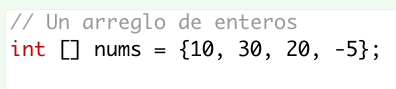 // Un arreglo de enteros
int [] nums = {10, 30, 20, -5};